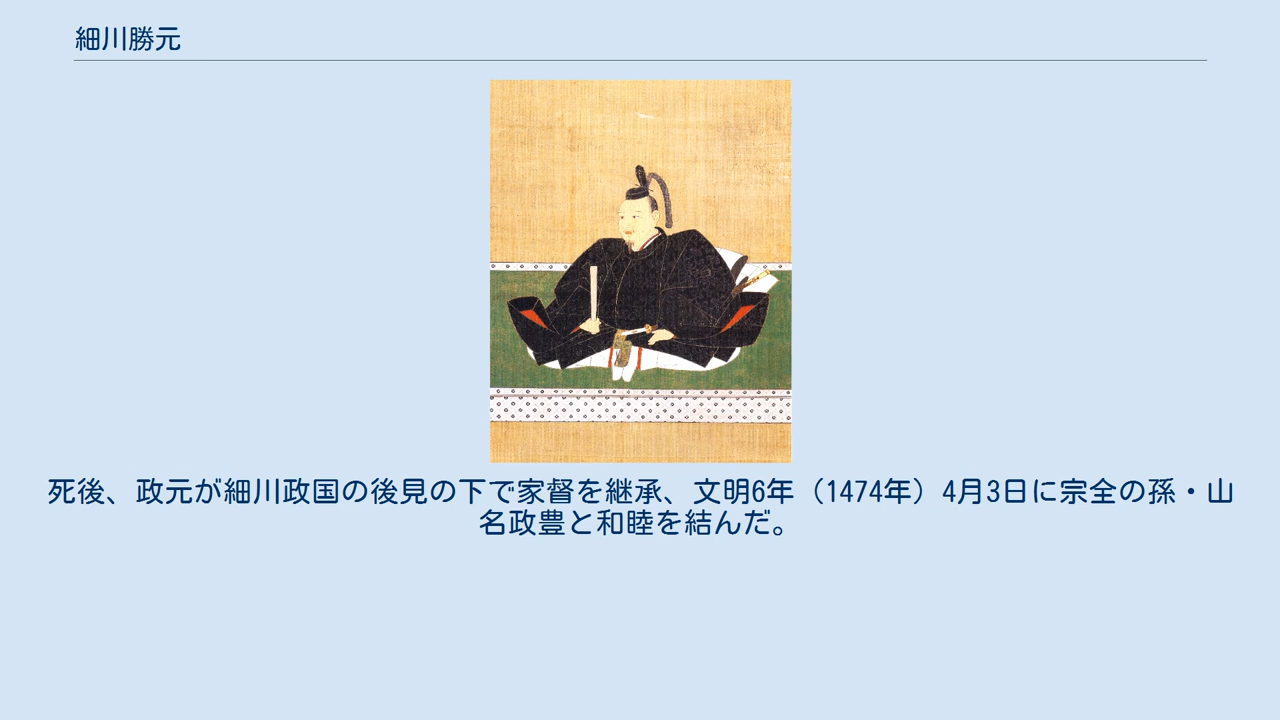 細川勝元
死後、政元が細川政国の後見の下で家督を継承、文明6年（1474年）4月3日に宗全の孫・山
名政豊と和睦を結んだ。